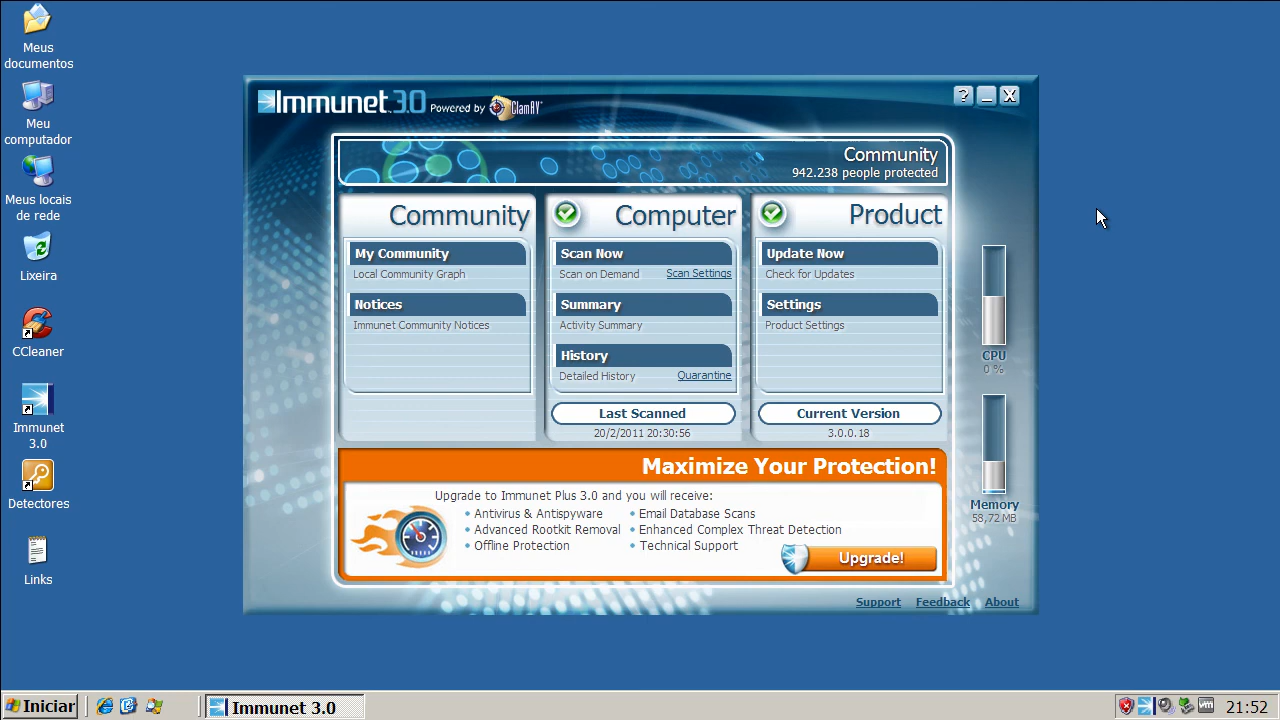 Meus
documentos
Meu
computador
Meus locais
de rede
Lixeira
CCleaner
Immunet
3.0
Detectores
Links
Immunet 3.0 Powered by ClamAV
? _ X
Community
942.238 people protected
Community
My Community
Local Community Graph
Notices
Immunet Community Notices
Computer
Scan Now
Scan on Demand Scan Settings
Summary
Activity Summary
History
Detailed History Quarantine
Last Scanned
20/2/2011 20:30:56
Product
Update Now
Check for Updates
Settings
Product Settings
Current Version
3.0.0.18
CPU
0 %
Memory
58,72 MB
Maximize Your Protection!
Upgrade to Immunet Plus 3.0 and you will receive:
• Antivirus & Antispyware
• Advanced Rootkit Removal
• Offline Protection
• Email Database Scans
• Enhanced Complex Threat Detection
• Technical Support
Upgrade!
Support Feedback About
Iniciar
Immunet 3.0
21:52